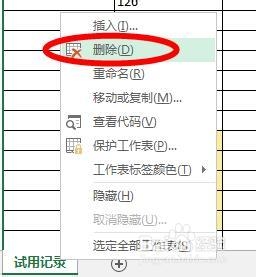 120
插入(I)...
删除(D)
重命名(R)
移动或复制(M)...
查看代码(V)
保护工作表(P)...
工作表标签颜色(T)
隐藏(H)
取消隐藏(U)...
选定全部工作表(S)
试用记录